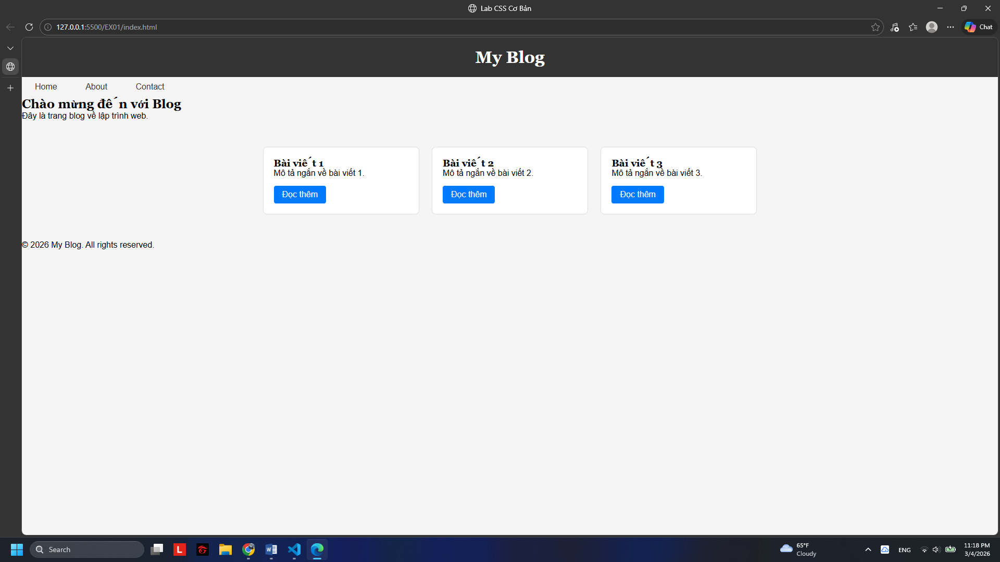 Lab CSS Cơ Bản
127.0.0.1:5500/EX01/index.html
Chat
My Blog
Home About Contact
Chào mừng đến với Blog
Đây là trang blog về lập trình web.
Bài viết 1
Mô tả ngắn về bài viết 1.
Đọc thêm
Bài viết 2
Mô tả ngắn về bài viết 2.
Đọc thêm
Bài viết 3
Mô tả ngắn về bài viết 3.
Đọc thêm
© 2026 My Blog. All rights reserved.
Search
L
W
65°F
Cloudy
ENG
11:18 PM
3/4/2026